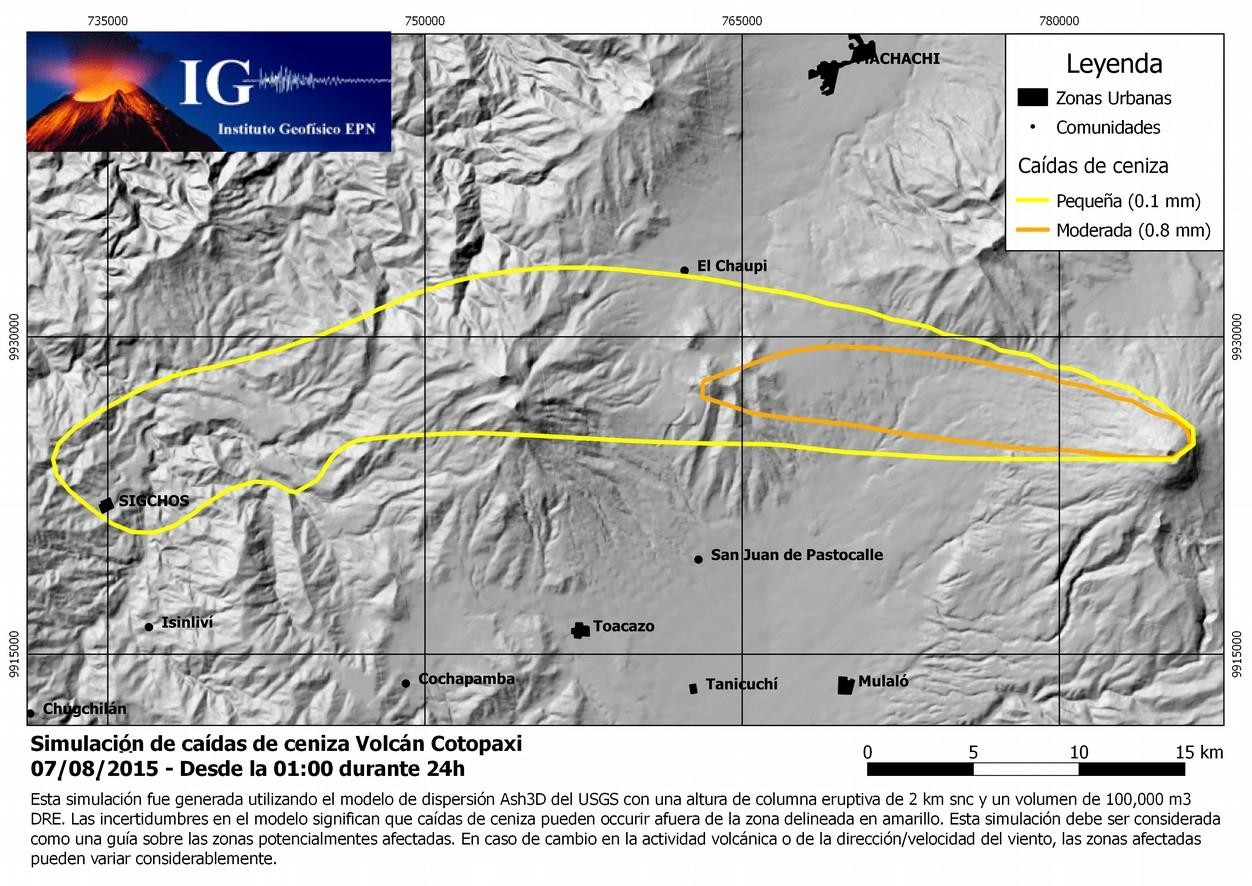 735000
750000
765000
780000
IG
Instituto Geofísico EPN
MACHACHI
Leyenda
Zonas Urbanas
Comunidades
Caídas de ceniza
Pequeña (0.1 mm)
Moderada (0.8 mm)
El Chaupi
9930000
9930000
SIGCHOS
San Juan de Pastocalle
Isinliví
Toacazo
9915000
9915000
Cochapamba
Tanicuchí
Mulaló
Chugchilán
Simulación de caídas de ceniza Volcán Cotopaxi
07/08/2015 - Desde la 01:00 durante 24h
0 5 10 15 km
Esta simulación fue generada utilizando el modelo de dispersión Ash3D del USGS con una altura de columna eruptiva de 2 km snc y un volumen de 100,000 m3
DRE. Las incertidumbres en el modelo significan que caídas de ceniza pueden occurir afuera de la zona delineada en amarillo. Esta simulación debe ser considerada
como una guía sobre las zonas potencialmentes afectadas. En caso de cambio en la actividad volcánica o de la dirección/velocidad del viento, las zonas afectadas
pueden variar considerablemente.